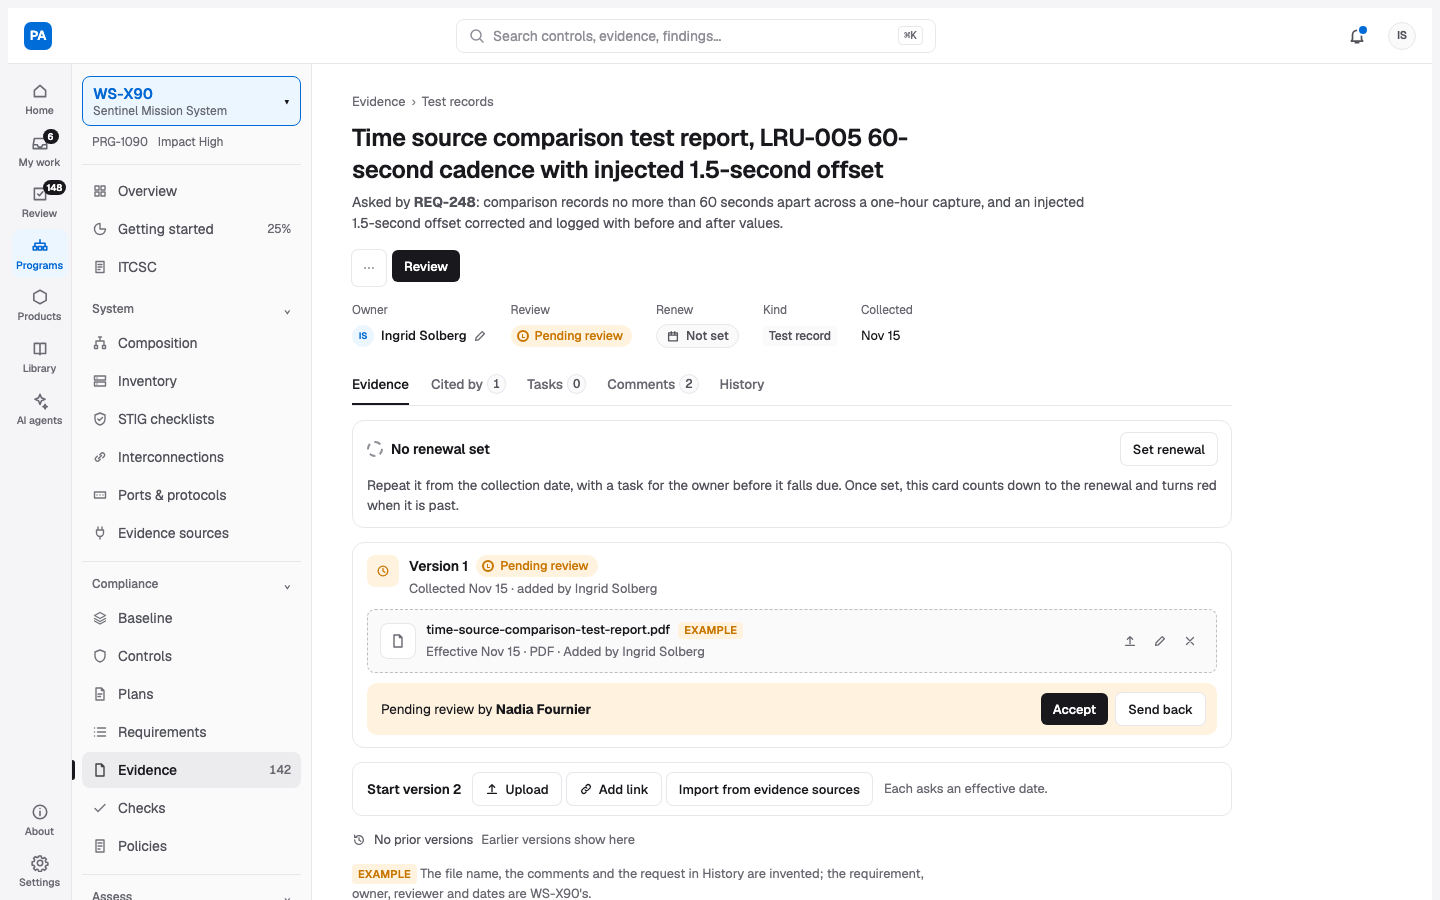 PA
Search controls, evidence, findings...
⌘K
IS
Home
6
My work
148
Review
Programs
Products
Library
AI agents
About
Settings
WS-X90
Sentinel Mission System
PRG-1090 Impact High
Overview
Getting started 25%
ITCSC
System
Composition
Inventory
STIG checklists
Interconnections
Ports & protocols
Evidence sources
Compliance
Baseline
Controls
Plans
Requirements
Evidence 142
Checks
Policies
Assess
Evidence › Test records
Time source comparison test report, LRU-005 60-
second cadence with injected 1.5-second offset
Asked by REQ-248: comparison records no more than 60 seconds apart across a one-hour capture, and an injected
1.5-second offset corrected and logged with before and after values.
... Review
Owner Review Renew Kind Collected
IS Ingrid Solberg Pending review Not set Test record Nov 15
Evidence Cited by 1 Tasks 0 Comments 2 History
No renewal set Set renewal
Repeat it from the collection date, with a task for the owner before it falls due. Once set, this card counts down to the renewal and turns red
when it is past.
Version 1 Pending review
Collected Nov 15 · added by Ingrid Solberg
time-source-comparison-test-report.pdf EXAMPLE
Effective Nov 15 · PDF · Added by Ingrid Solberg
Pending review by Nadia Fournier Accept Send back
Start version 2 Upload Add link Import from evidence sources Each asks an effective date.
No prior versions Earlier versions show here
EXAMPLE The file name, the comments and the request in History are invented; the requirement,
owner, reviewer and dates are WS-X90's.